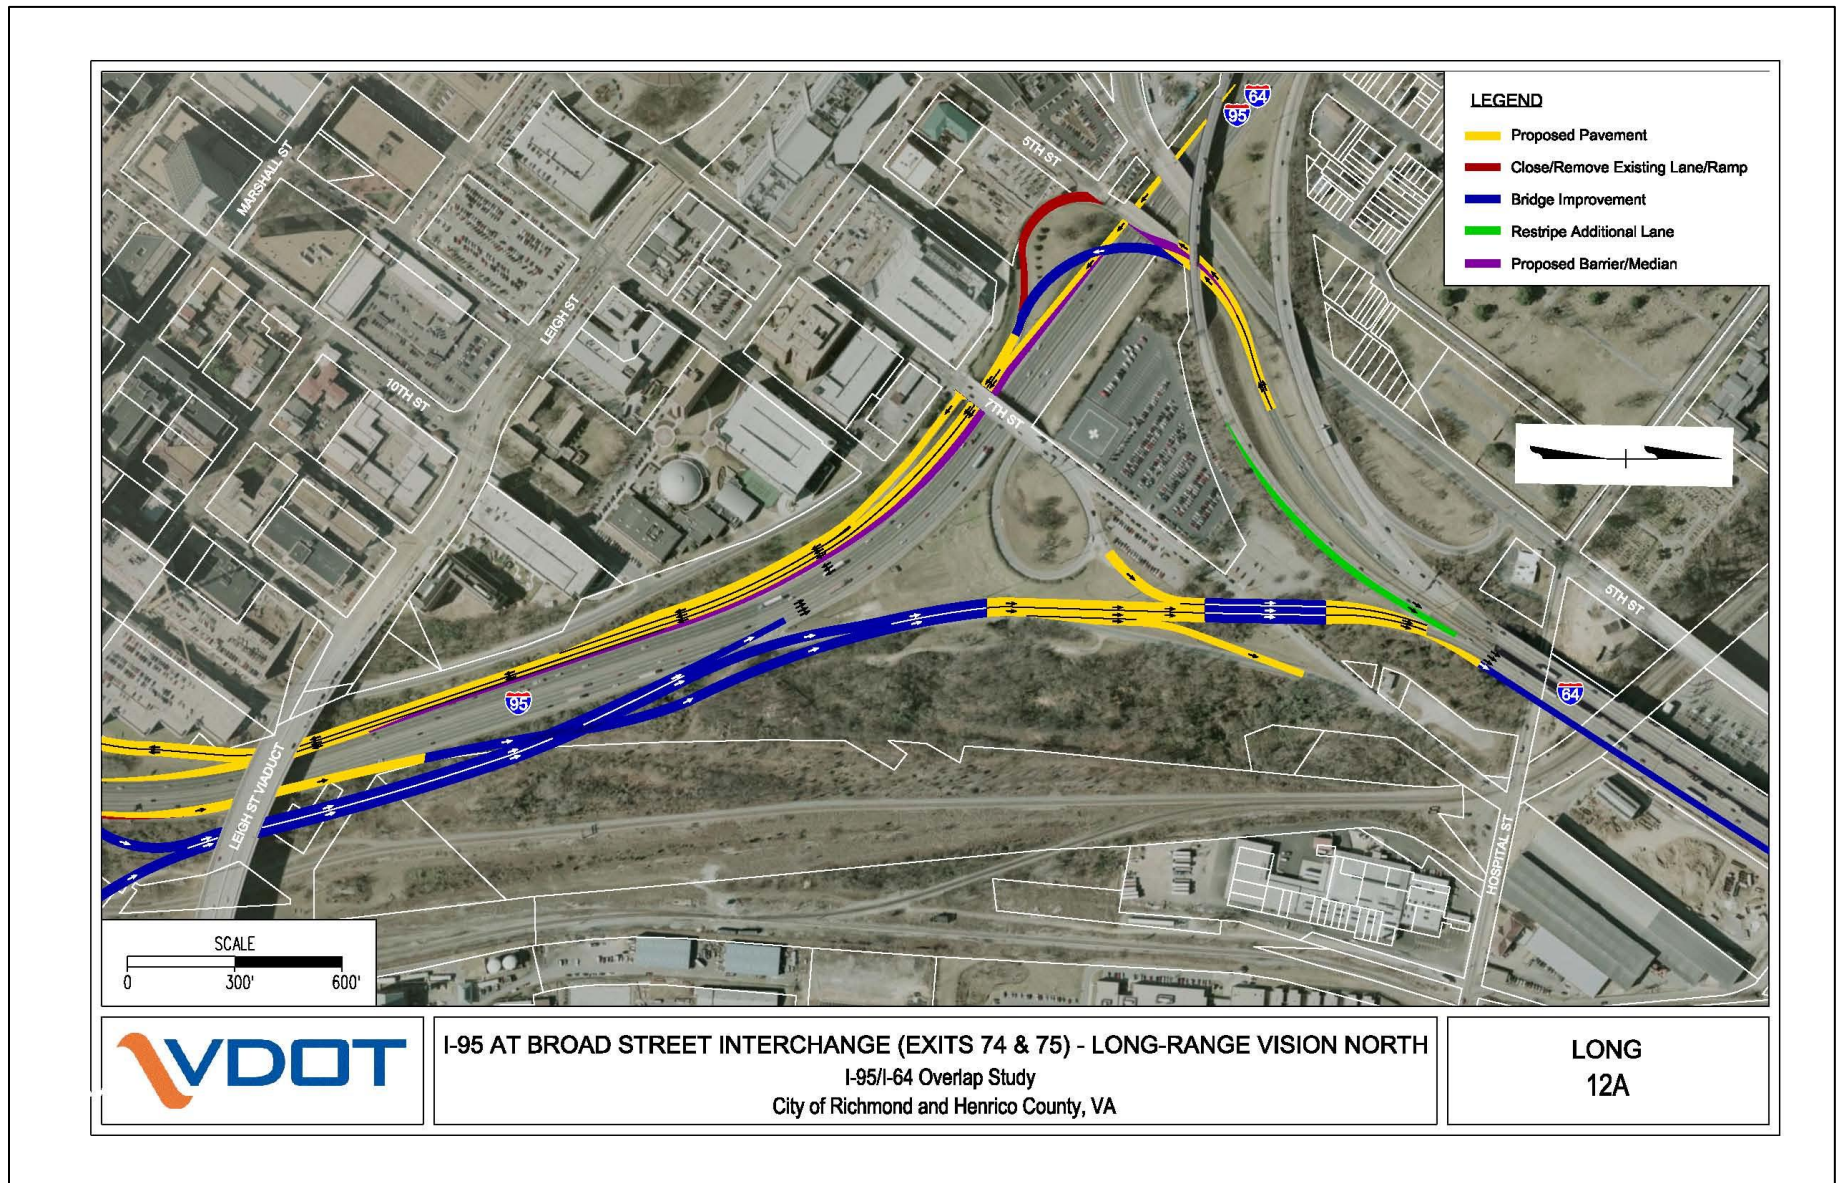 LEGEND
Proposed Pavement
Close/Remove Existing Lane/Ramp
Bridge Improvement
Restripe Additional Lane
Proposed Barrier/Median
64
95
5TH ST
MARSHALL ST
LEIGH ST
10TH ST
7TH ST
5TH ST
95
64
LEIGH ST VIADUCT
HOSPITAL ST
SCALE
0 300' 600'
VDOT
I-95 AT BROAD STREET INTERCHANGE (EXITS 74 & 75) - LONG-RANGE VISION NORTH
I-95/I-64 Overlap Study
City of Richmond and Henrico County, VA
LONG
12A